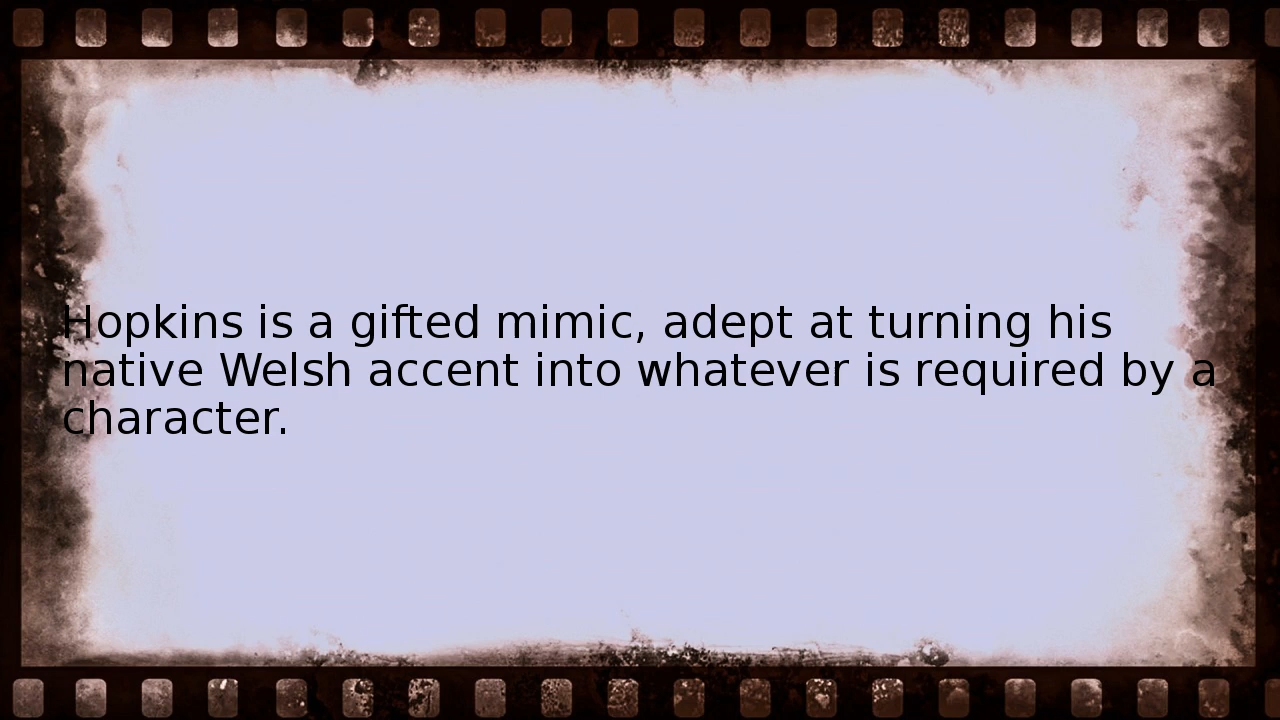 Hopkins is a gifted mimic, adept at turning his
native Welsh accent into whatever is required by a
character.